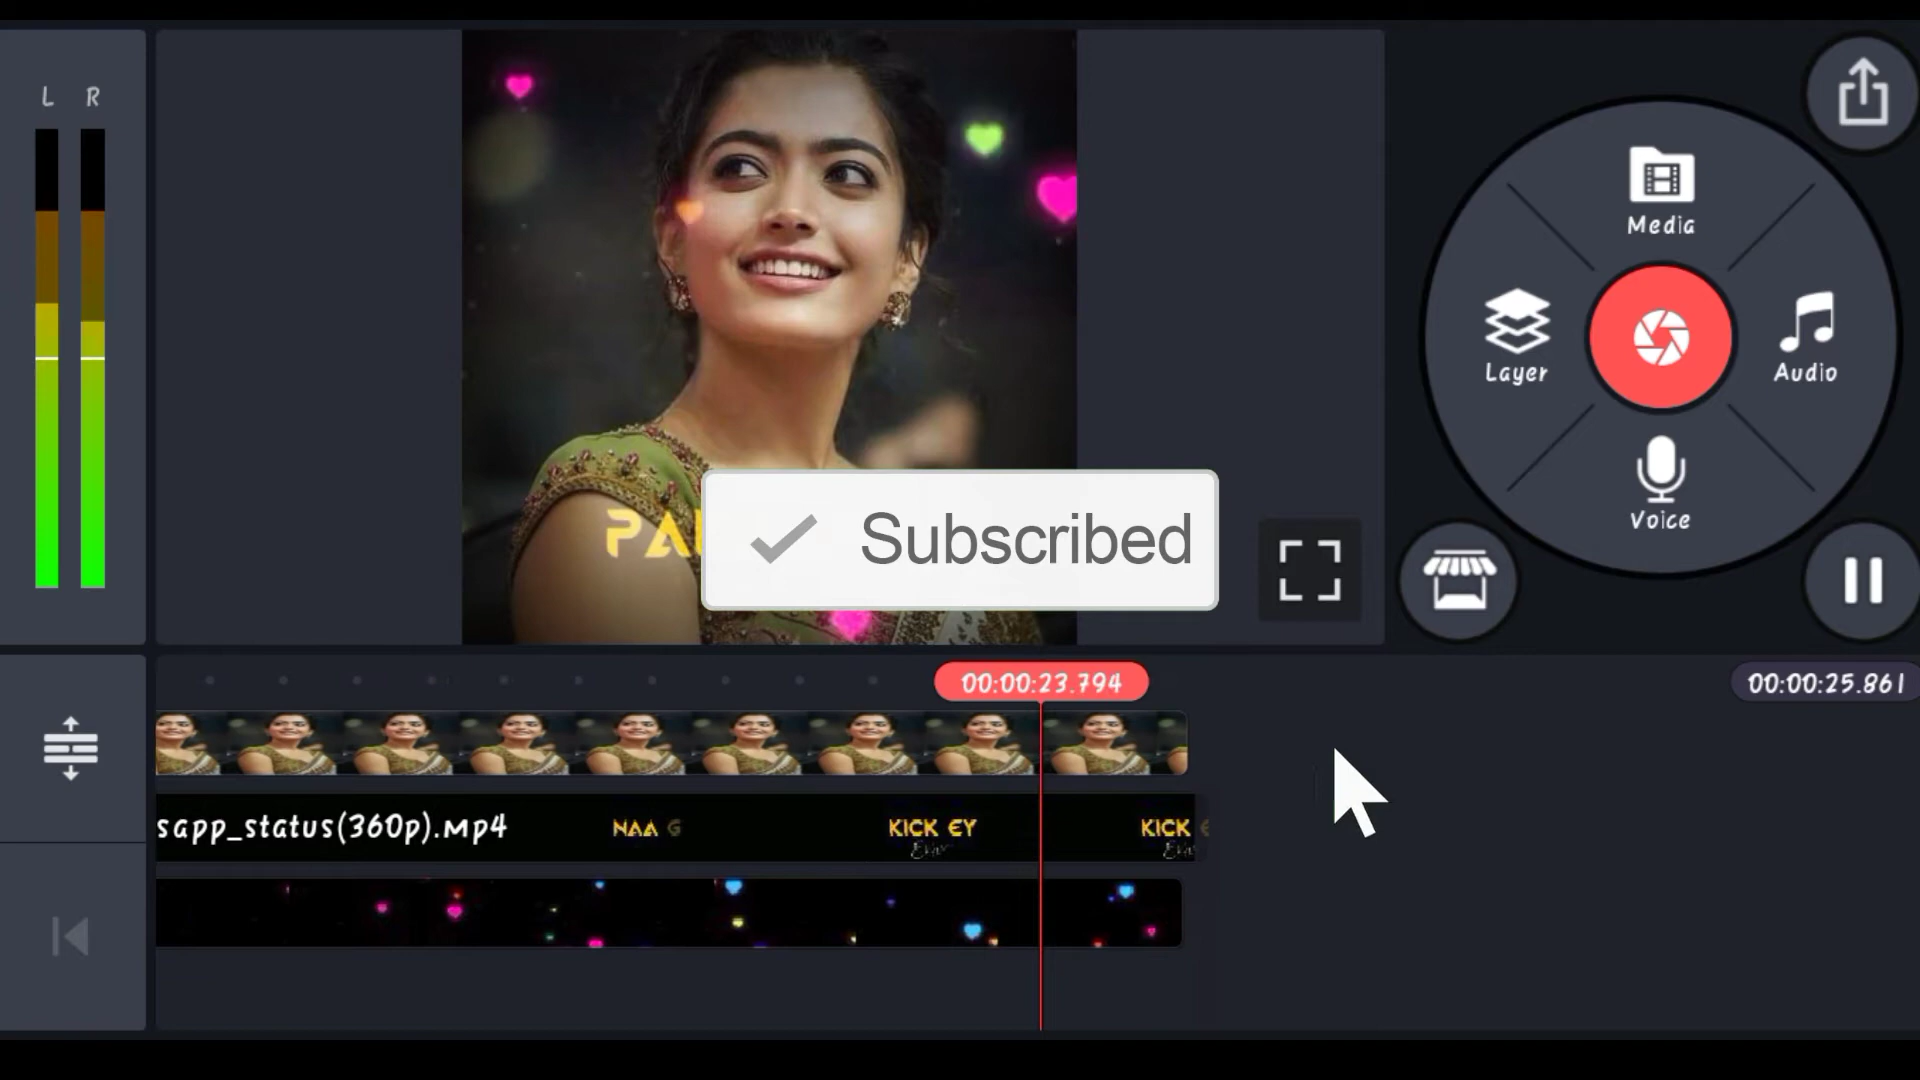 L R
Media
Layer
Audio
Voice
Subscribed
00:00:23.794
00:00:25.861
sapp_status(360p).mp4
NAA G
KICK EY
KICK